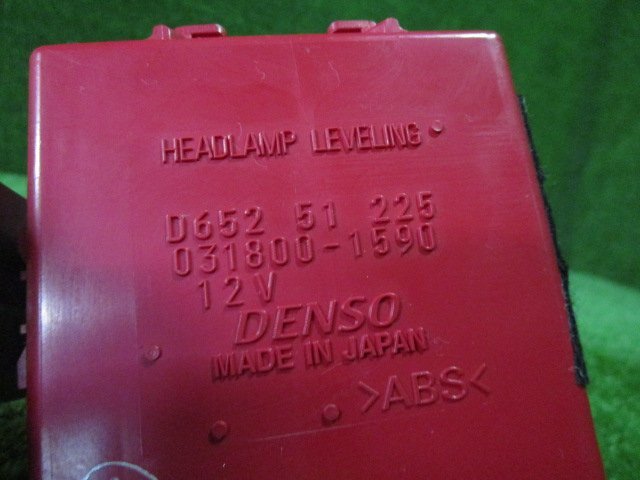 HEADLAMP LEVELING
D652 51 225
031800-1590
12V
DENSO
MADE IN JAPAN
>ABS<